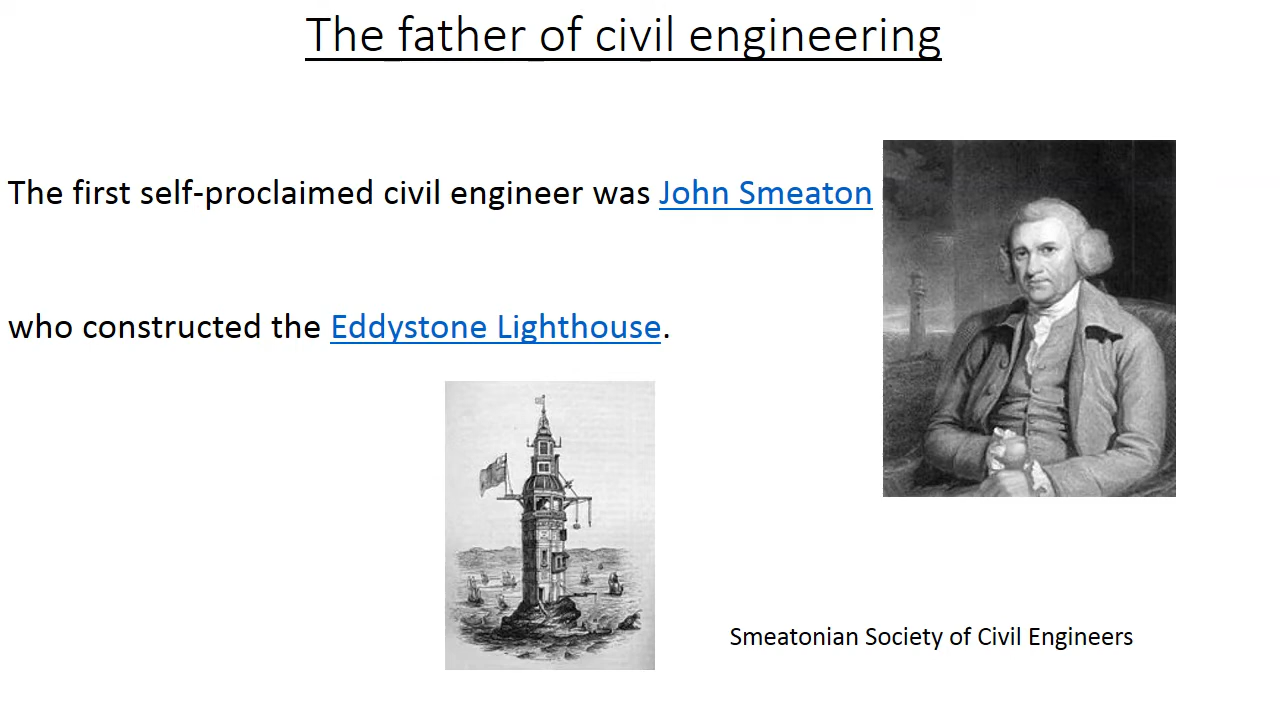 The father of civil engineering
The first self-proclaimed civil engineer was John Smeaton
who constructed the Eddystone Lighthouse.
Smeatonian Society of Civil Engineers